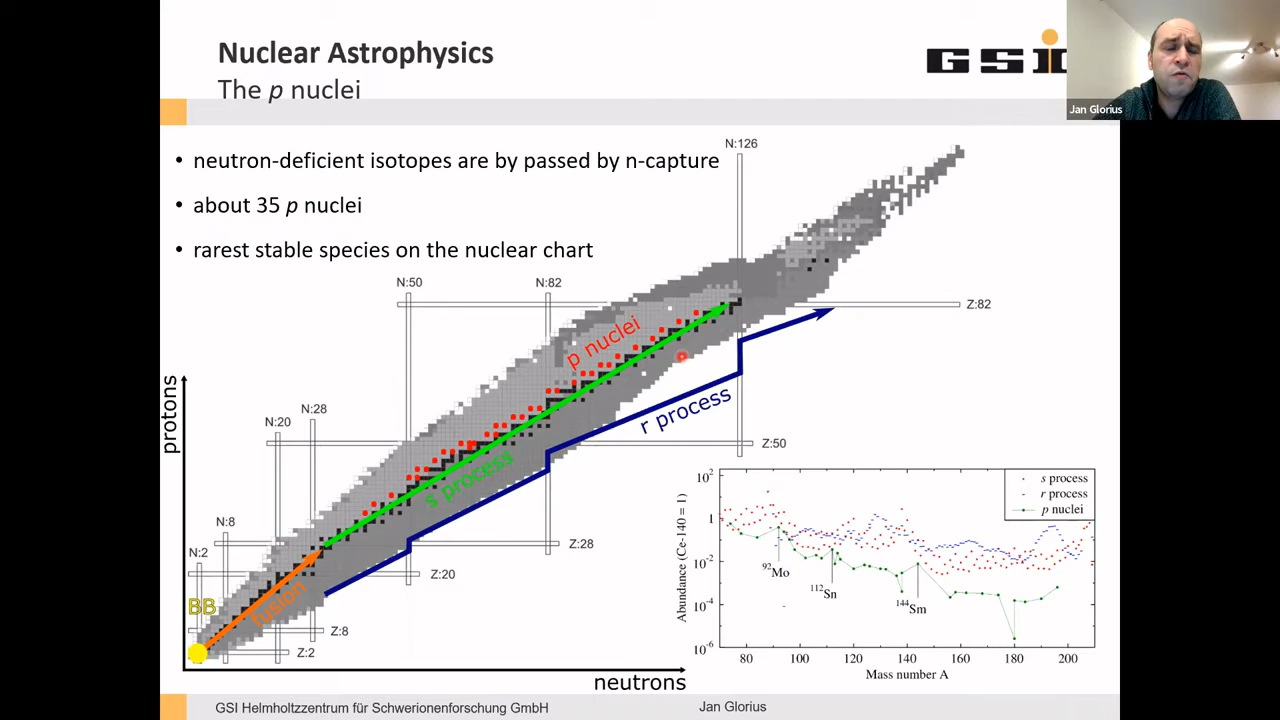 Nuclear Astrophysics
The p nuclei
GSI
Jan Glorius
• neutron-deficient isotopes are by passed by n-capture
• about 35 p nuclei
• rarest stable species on the nuclear chart
N:126
N:50
N:82
Z:82
p nuclei
protons
N:28
N:20
r process
Z:50
s process
N:8
Z:28
N:2
Z:20
BB
fusion
Z:8
Z:2
neutrons
10²
1
10⁻²
10⁻⁴
10⁻⁶
Abundance (Ce-140 = 1)
s process
r process
p nuclei
⁹²Mo
¹¹²Sn
¹⁴⁴Sm
80 100 120 140 160 180 200
Mass number A
GSI Helmholtzzentrum für Schwerionenforschung GmbH
Jan Glorius